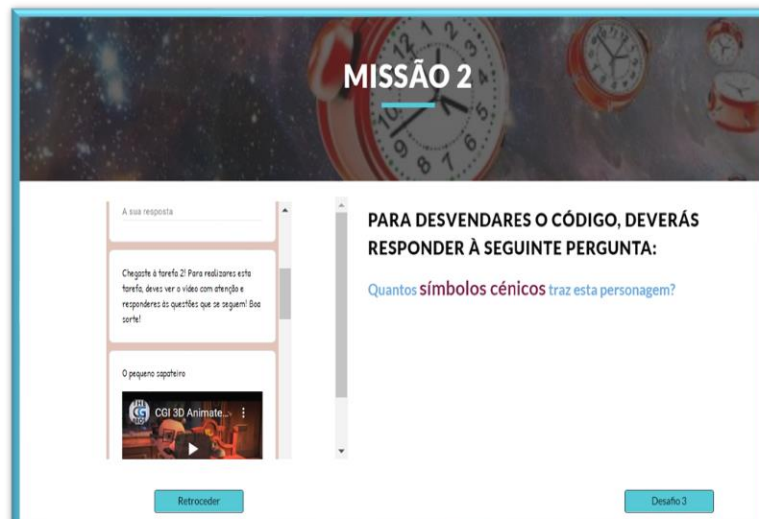 MISSÃO 2
A sua resposta
Chegaste à tarefa 2! Para realizares esta
tarefa, deves ver o vídeo com atenção e
responderes às questões que se seguem! Boa
sorte!
O pequeno sapateiro
CGI 3D Animate...
PARA DESVENDARES O CÓDIGO, DEVERÁS
RESPONDER À SEGUINTE PERGUNTA:
Quantos símbolos cénicos traz esta personagem?
Retroceder
Desafio 3